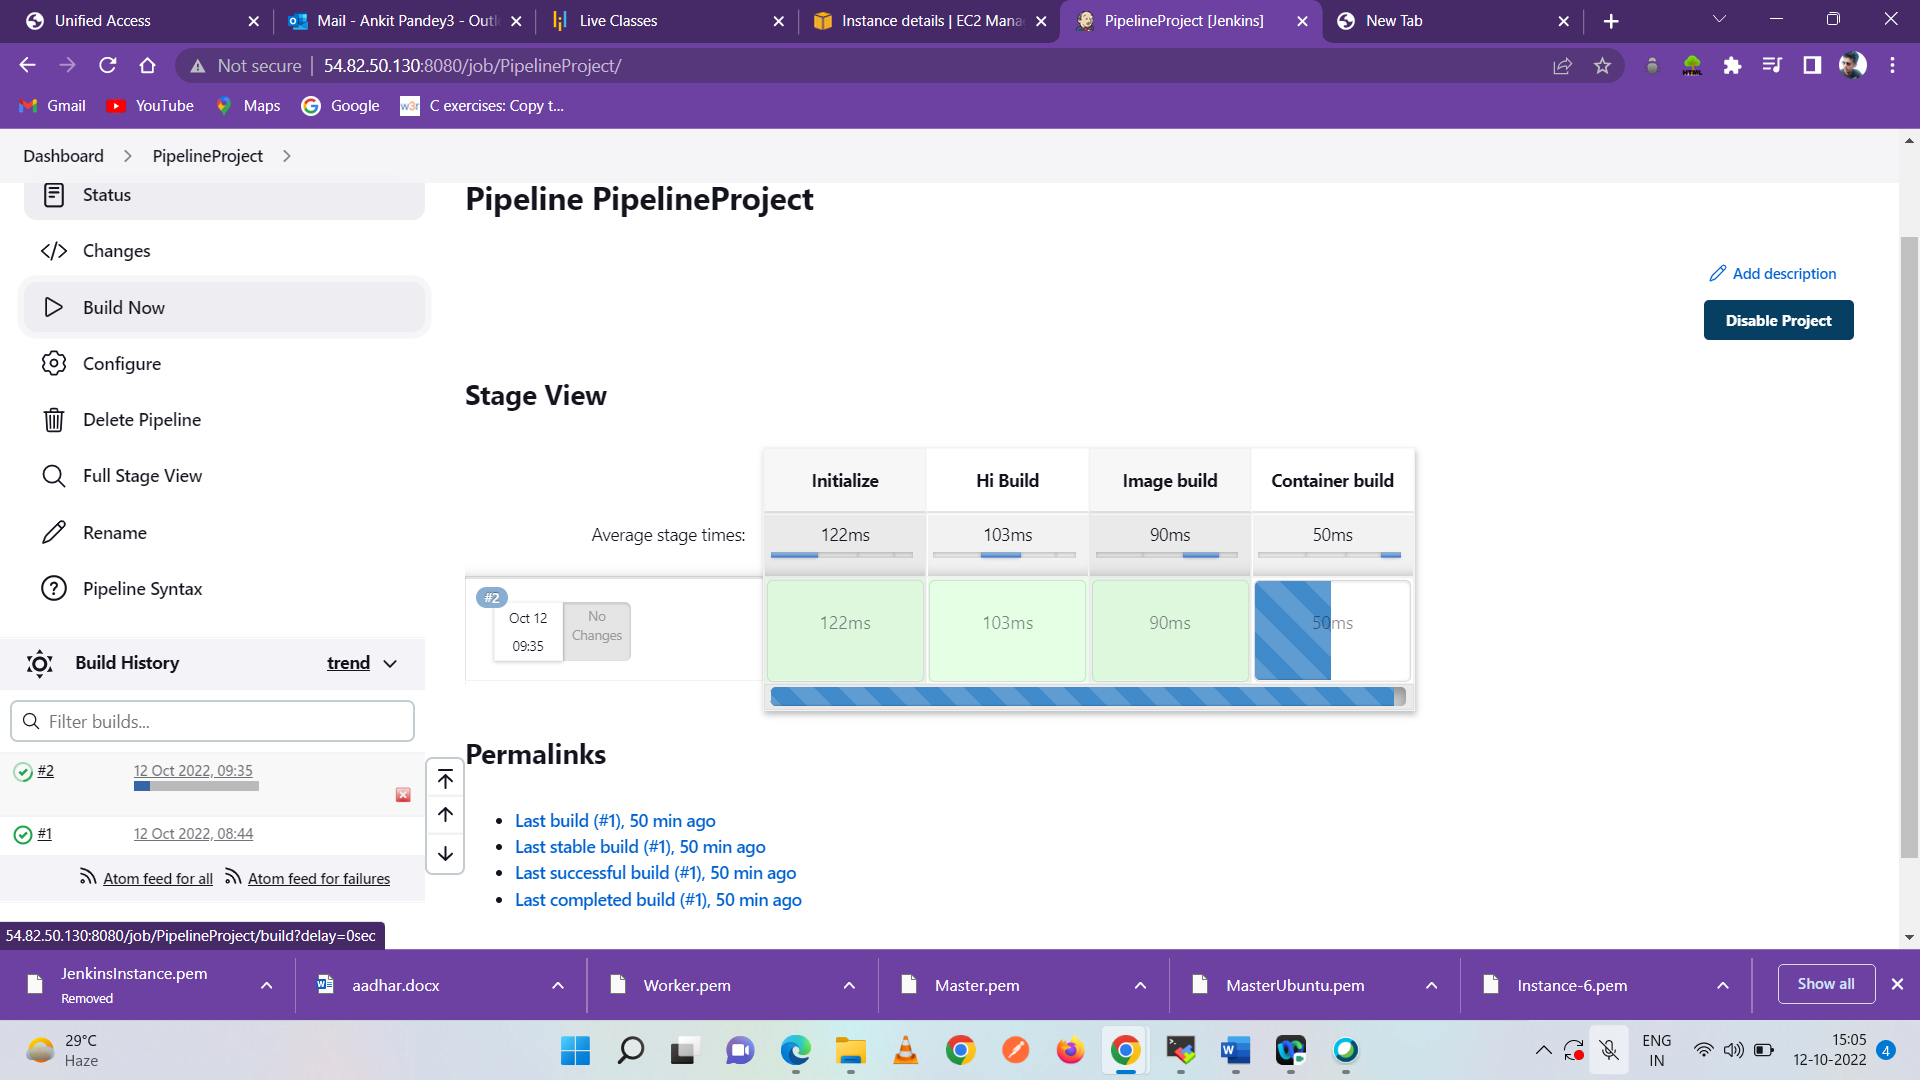 Unified Access
Mail - Ankit Pandey3 - Outl
Live Classes
Instance details | EC2 Mana
PipelineProject [Jenkins]
New Tab
Not secure
54.82.50.130:8080/job/PipelineProject/
Gmail
YouTube
Maps
Google
C exercises: Copy t...
Dashboard
PipelineProject
Status
Changes
Build Now
Configure
Delete Pipeline
Full Stage View
Rename
Pipeline Syntax
Build History
trend
Filter builds...
#2
12 Oct 2022, 09:35
#1
12 Oct 2022, 08:44
Atom feed for all
Atom feed for failures
Pipeline PipelineProject
Add description
Disable Project
Stage View
Initialize
Hi Build
Image build
Container build
Average stage times:
122ms
103ms
90ms
50ms
#2
Oct 12
09:35
No
Changes
122ms
103ms
90ms
50ms
Permalinks
Last build (#1), 50 min ago
Last stable build (#1), 50 min ago
Last successful build (#1), 50 min ago
Last completed build (#1), 50 min ago
54.82.50.130:8080/job/PipelineProject/build?delay=0sec
JenkinsInstance.pem
Removed
aadhar.docx
Worker.pem
Master.pem
MasterUbuntu.pem
Instance-6.pem
Show all
29°C
Haze
ENG
IN
15:05
12-10-2022
4